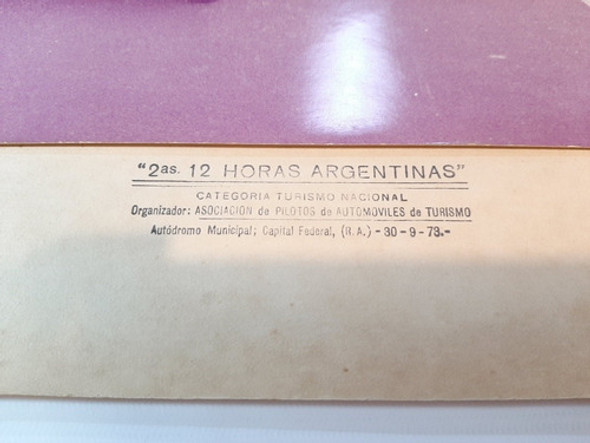 "2as. 12 HORAS ARGENTINAS"
CATEGORIA TURISMO NACIONAL
Organizador: ASOCIACION de PILOTOS de AUTOMOVILES de TURISMO
Autódromo Municipal; Capital Federal, (R.A.) - 30 - 9 - 73.-